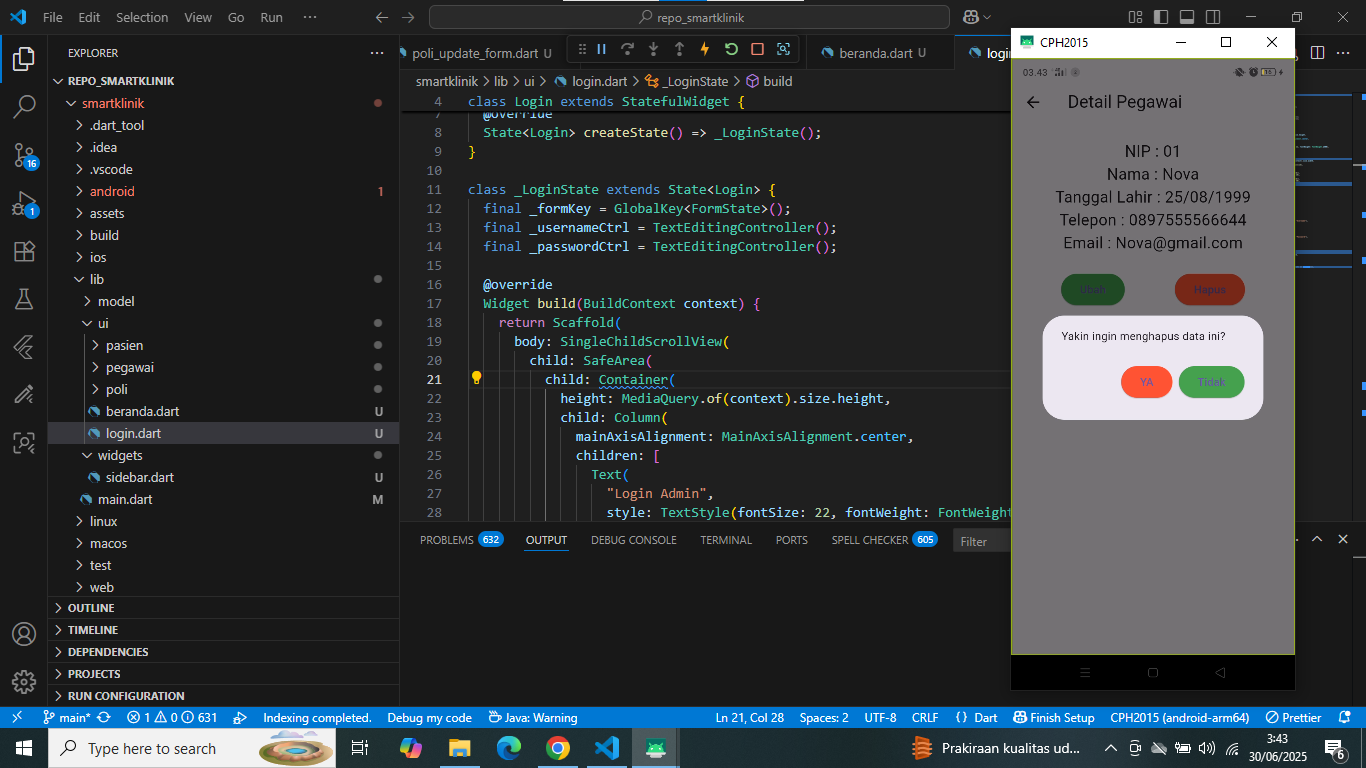 File Edit Selection View Go Run ···
repo_smartklinik
EXPLORER
REPO_SMARTKLINIK
smartklinik
.dart_tool
.idea
.vscode
android 1
assets
build
ios
lib
model
ui
pasien
pegawai
poli
beranda.dart U
login.dart U
widgets
sidebar.dart U
main.dart M
linux
macos
test
web
OUTLINE
TIMELINE
DEPENDENCIES
PROJECTS
RUN CONFIGURATION
16
1
poli_update_form.dart U
beranda.dart U
smartklinik > lib > ui > login.dart > _LoginState > build
4 class Login extends StatefulWidget {
7 @override
8 State<Login> createState() => _LoginState();
9 }
10
11 class _LoginState extends State<Login> {
12 final _formKey = GlobalKey<FormState>();
13 final _usernameCtrl = TextEditingController();
14 final _passwordCtrl = TextEditingController();
15
16 @override
17 Widget build(BuildContext context) {
18 return Scaffold(
19 body: SingleChildScrollView(
20 child: SafeArea(
21 child: Container(
22 height: MediaQuery.of(context).size.height,
23 child: Column(
24 mainAxisAlignment: MainAxisAlignment.center,
25 children: [
26 Text(
27 "Login Admin",
28 style: TextStyle(fontSize: 22, fontWeight: FontWeight
PROBLEMS 632 OUTPUT DEBUG CONSOLE TERMINAL PORTS SPELL CHECKER 605 Filter
CPH2015
03.43
Detail Pegawai
NIP : 01
Nama : Nova
Tanggal Lahir : 25/08/1999
Telepon : 0897555566644
Email : Nova@gmail.com
Ubah Hapus
Yakin ingin menghapus data ini?
YA Tidak
main* 1 0 631 Indexing completed. Debug my code Java: Warning Ln 21, Col 28 Spaces: 2 UTF-8 CRLF {} Dart Finish Setup CPH2015 (android-arm64) Prettier
Type here to search
Prakiraan kualitas ud...
3:43
30/06/2025
6